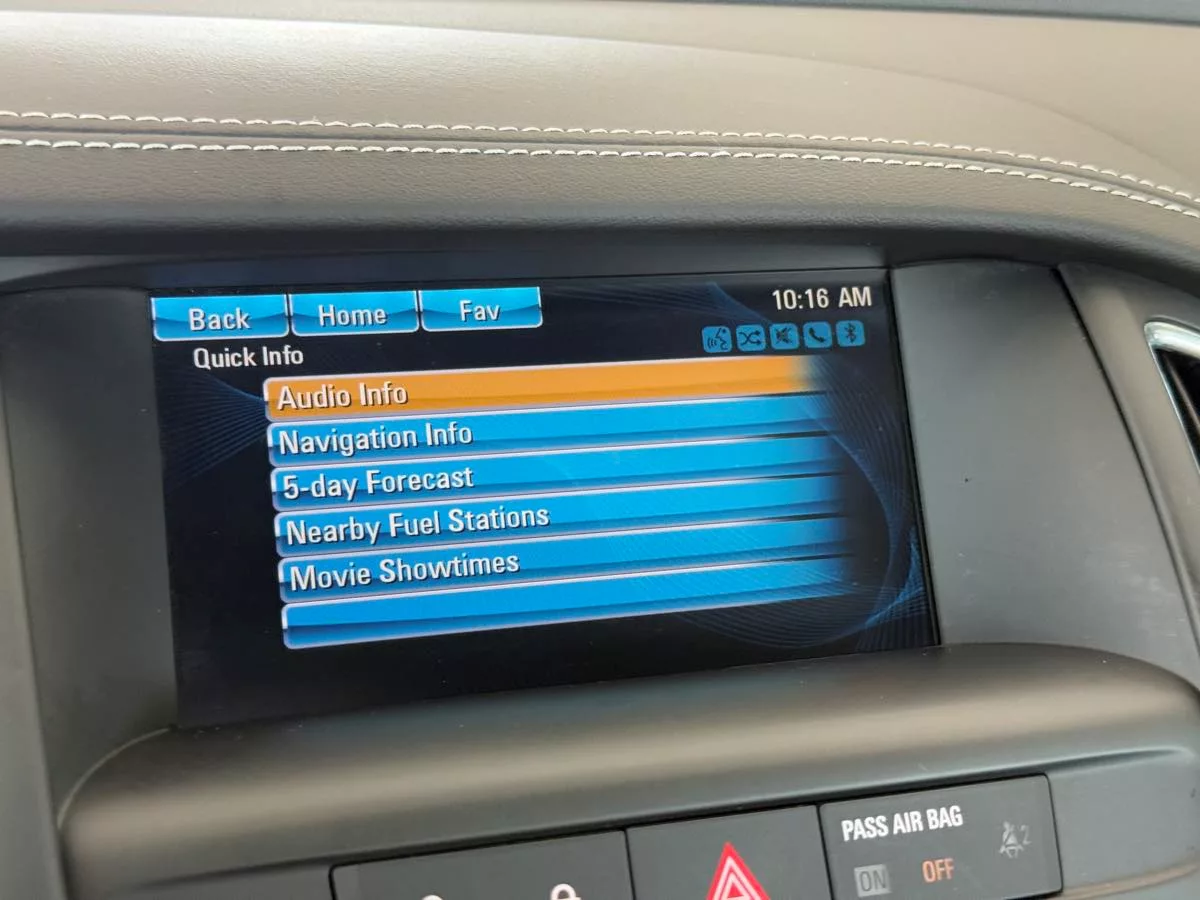 Back Home Fav 10:16 AM
Quick Info
Audio Info
Navigation Info
5-day Forecast
Nearby Fuel Stations
Movie Showtimes
PASS AIR BAG
ON OFF 2